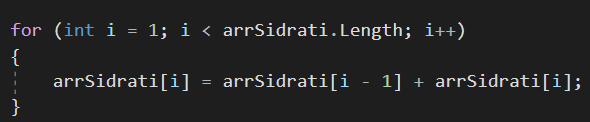 for (int i = 1; i < arrSidrati.Length; i++)
{
    arrSidrati[i] = arrSidrati[i - 1] + arrSidrati[i];
}